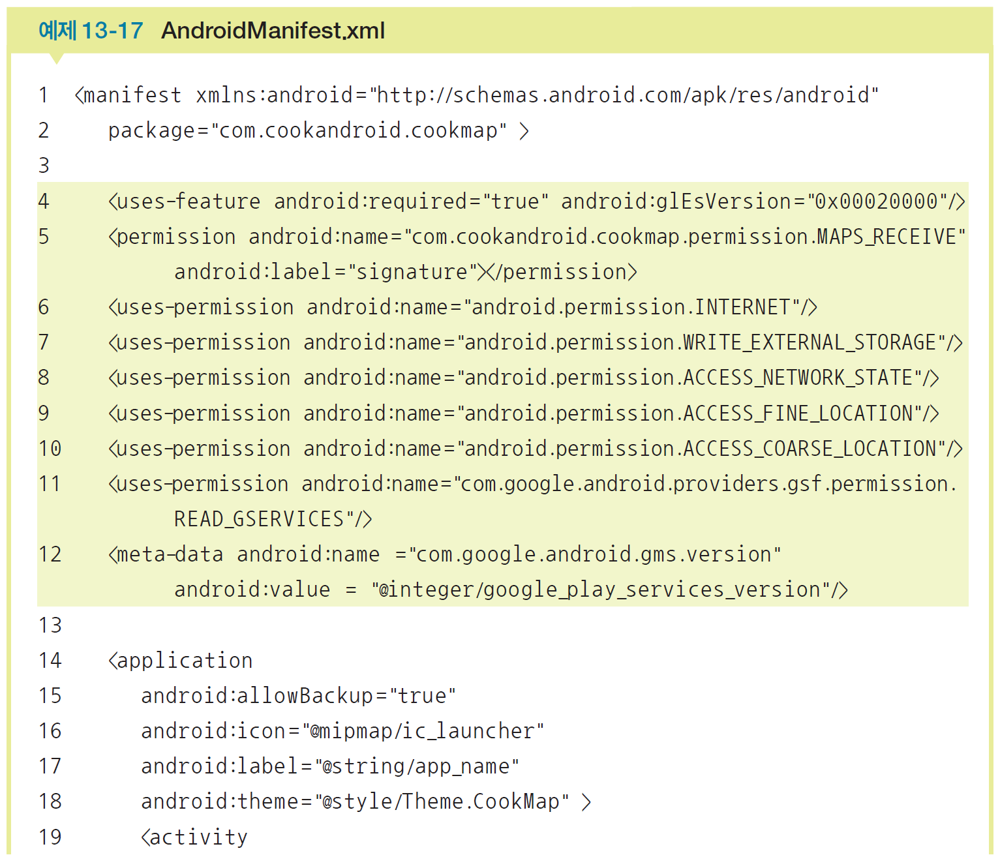 예제 13-17 AndroidManifest.xml
1 <manifest xmlns:android="http://schemas.android.com/apk/res/android"
2 package="com.cookandroid.cookmap" >
3
4 <uses-feature android:required="true" android:glEsVersion="0x00020000"/>
5 <permission android:name="com.cookandroid.cookmap.permission.MAPS_RECEIVE"
android:label="signature"></permission>
6 <uses-permission android:name="android.permission.INTERNET"/>
7 <uses-permission android:name="android.permission.WRITE_EXTERNAL_STORAGE"/>
8 <uses-permission android:name="android.permission.ACCESS_NETWORK_STATE"/>
9 <uses-permission android:name="android.permission.ACCESS_FINE_LOCATION"/>
10 <uses-permission android:name="android.permission.ACCESS_COARSE_LOCATION"/>
11 <uses-permission android:name="com.google.android.providers.gsf.permission.
READ_GSERVICES"/>
12 <meta-data android:name ="com.google.android.gms.version"
android:value = "@integer/google_play_services_version"/>
13
14 <application
15 android:allowBackup="true"
16 android:icon="@mipmap/ic_launcher"
17 android:label="@string/app_name"
18 android:theme="@style/Theme.CookMap" >
19 <activity